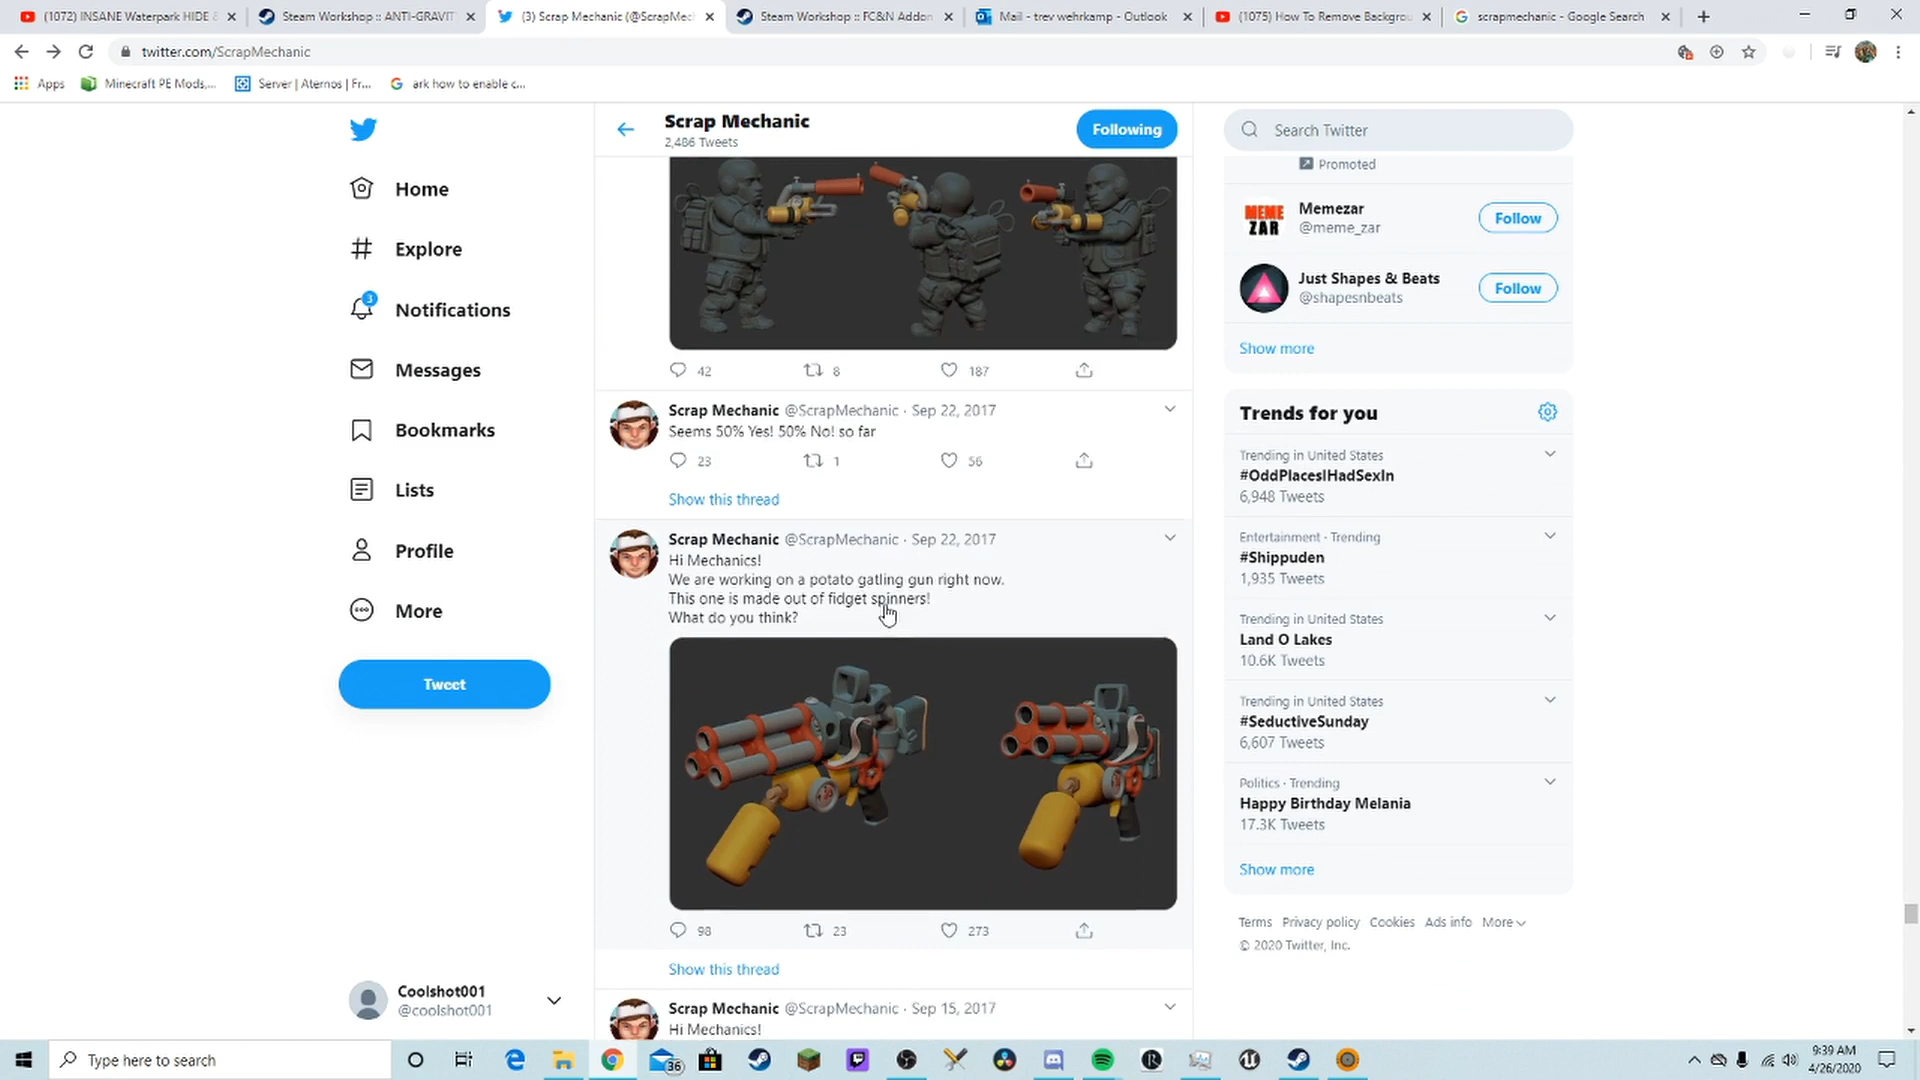 (1072) INSANE Waterpark HIDE &
Steam Workshop :: ANTI-GRAVIT
(3) Scrap Mechanic (@ScrapMec
Steam Workshop :: FC&N Addon
Mail - trev wehrkamp - Outlook
(1075) How To Remove Backgrou
scrapmechanic - Google Search
twitter.com/ScrapMechanic
Apps
Minecraft PE Mods,...
Server | Aternos | Fr...
ark how to enable c...
Home
Explore
3
Notifications
Messages
Bookmarks
Lists
Profile
More
Tweet
Coolshot001
@coolshot001
Scrap Mechanic
2,486 Tweets
Following
42
8
187
Scrap Mechanic @ScrapMechanic · Sep 22, 2017
Seems 50% Yes! 50% No! so far
23
1
56
Show this thread
Scrap Mechanic @ScrapMechanic · Sep 22, 2017
Hi Mechanics!
We are working on a potato gatling gun right now.
This one is made out of fidget spinners!
What do you think?
98
23
273
Show this thread
Scrap Mechanic @ScrapMechanic · Sep 15, 2017
Hi Mechanics!
Search Twitter
Promoted
MEME
ZAR
Memezar
@meme_zar
Follow
Just Shapes & Beats
@shapesnbeats
Follow
Show more
Trends for you
Trending in United States
#OddPlacesIHadSexIn
6,948 Tweets
Entertainment · Trending
#Shippuden
1,935 Tweets
Trending in United States
Land O Lakes
10.6K Tweets
Trending in United States
#SeductiveSunday
6,607 Tweets
Politics · Trending
Happy Birthday Melania
17.3K Tweets
Show more
Terms Privacy policy Cookies Ads info More
© 2020 Twitter, Inc.
Type here to search
36
9:39 AM
4/26/2020